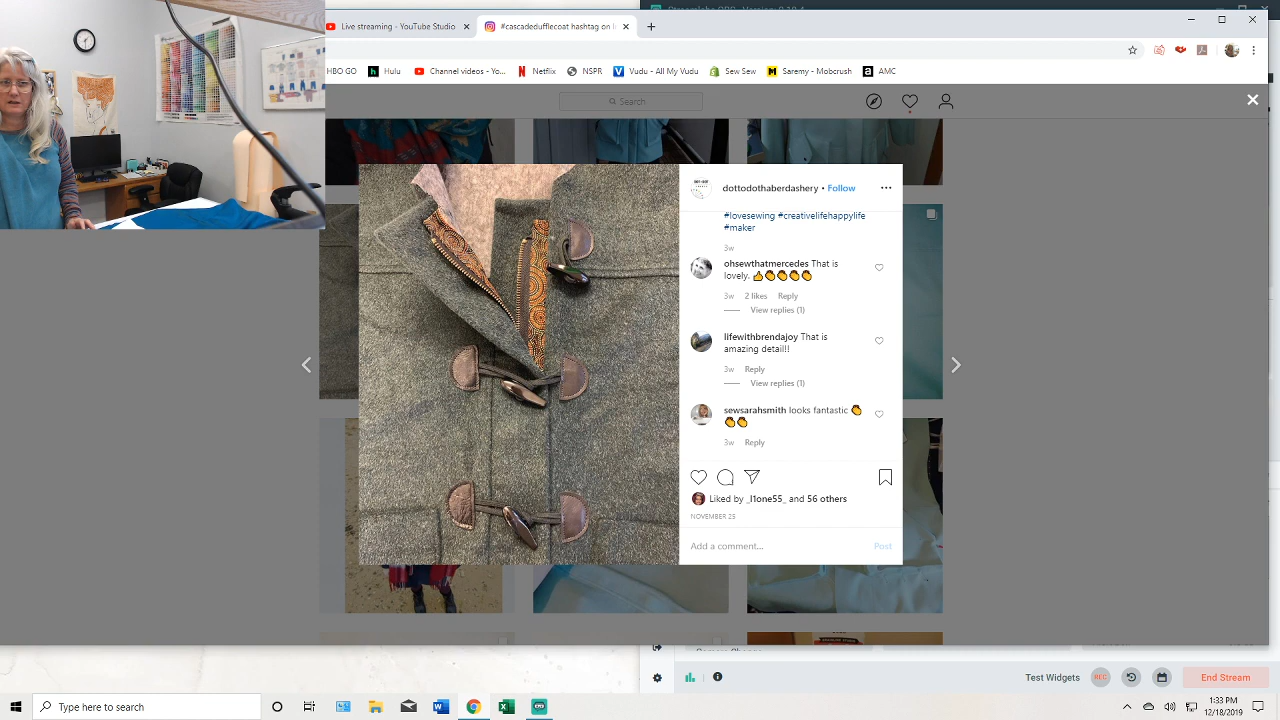 Livestreaming - YouTube Studio
#cascadedufflecoat hashtag on I
HBO GO
Hulu
Channel videos - Yo...
Netflix
NSPR
Vudu - All My Vudu
Sew Sew
Saremy - Mobcrush
AMC
Search
dottodothaberdashery • Follow
#lovesewing #creativelifehappylife
#maker
3w
ohsewthatmercedes That is
lovely. 👍👏👏👏👏
3w 2 likes Reply
View replies (1)
lifewithbrendajoy That is
amazing detail!!
3w Reply
View replies (1)
sewsarahsmith looks fantastic 👏
👏👏
3w Reply
Liked by _l1one55_ and 56 others
NOVEMBER 25
Add a comment...
Post
Test Widgets
REC
End Stream
Type here to search
1:33 PM
12/18/2019